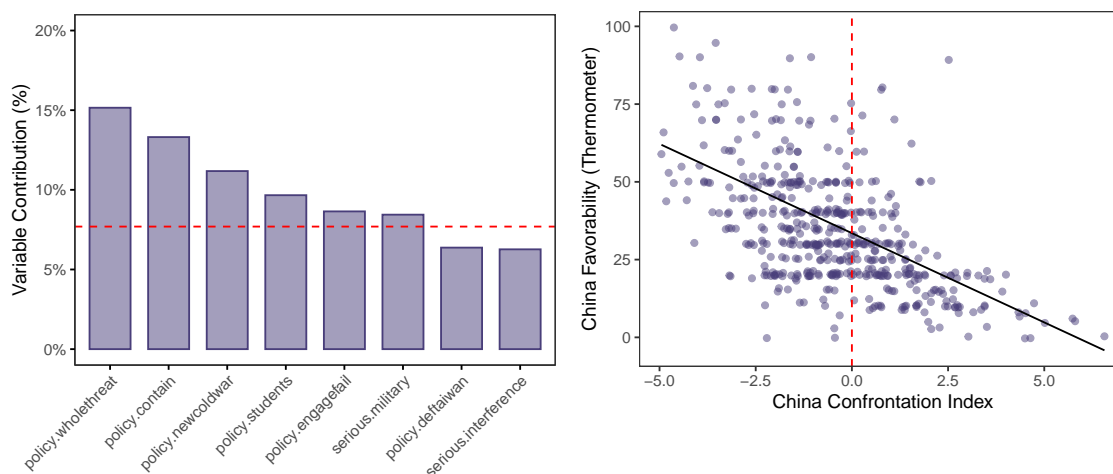 Variable Contribution (%)
20%
15%
10%
5%
0%
policy.wholethreat
policy.contain
policy.newcoldwar
policy.students
policy.engagefail
serious.military
policy.deftaiwan
serious.interference
China Favorability (Thermometer)
100
75
50
25
0
−5.0
−2.5
0.0
2.5
5.0
China Confrontation Index